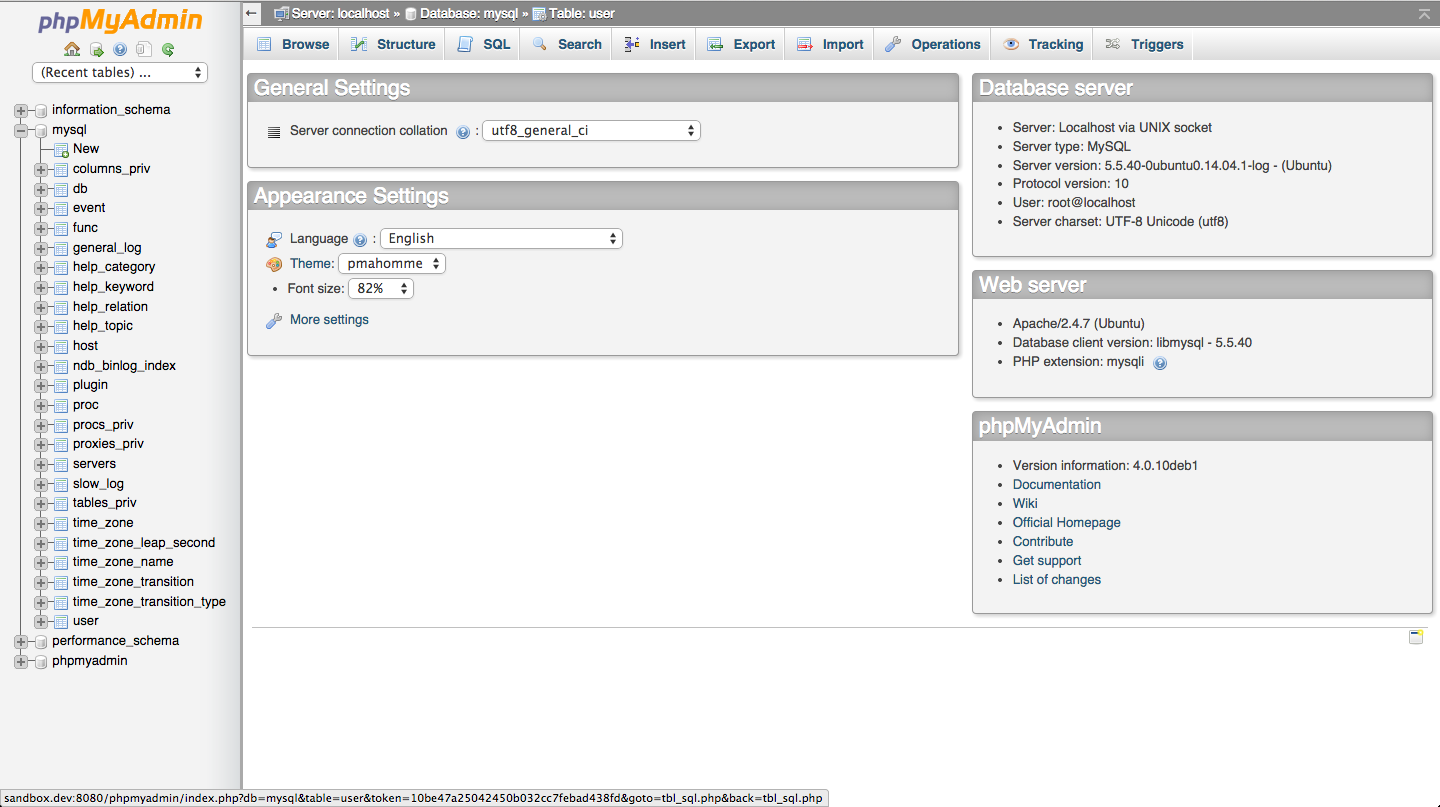 phpMyAdmin
(Recent tables) ...
information_schema
mysql
New
columns_priv
db
event
func
general_log
help_category
help_keyword
help_relation
help_topic
host
ndb_binlog_index
plugin
proc
procs_priv
proxies_priv
servers
slow_log
tables_priv
time_zone
time_zone_leap_second
time_zone_name
time_zone_transition
time_zone_transition_type
user
performance_schema
phpmyadmin
Server: localhost » Database: mysql » Table: user
Browse Structure SQL Search Insert Export Import Operations Tracking Triggers
General Settings
Server connection collation : utf8_general_ci
Appearance Settings
Language : English
Theme: pmahomme
• Font size: 82%
More settings
Database server
• Server: Localhost via UNIX socket
• Server type: MySQL
• Server version: 5.5.40-0ubuntu0.14.04.1-log - (Ubuntu)
• Protocol version: 10
• User: root@localhost
• Server charset: UTF-8 Unicode (utf8)
Web server
• Apache/2.4.7 (Ubuntu)
• Database client version: libmysql - 5.5.40
• PHP extension: mysqli
phpMyAdmin
• Version information: 4.0.10deb1
• Documentation
• Wiki
• Official Homepage
• Contribute
• Get support
• List of changes
sandbox.dev:8080/phpmyadmin/index.php?db=mysql&table=user&token=10be47a25042450b032cc7febad438fd&goto=tbl_sql.php&back=tbl_sql.php